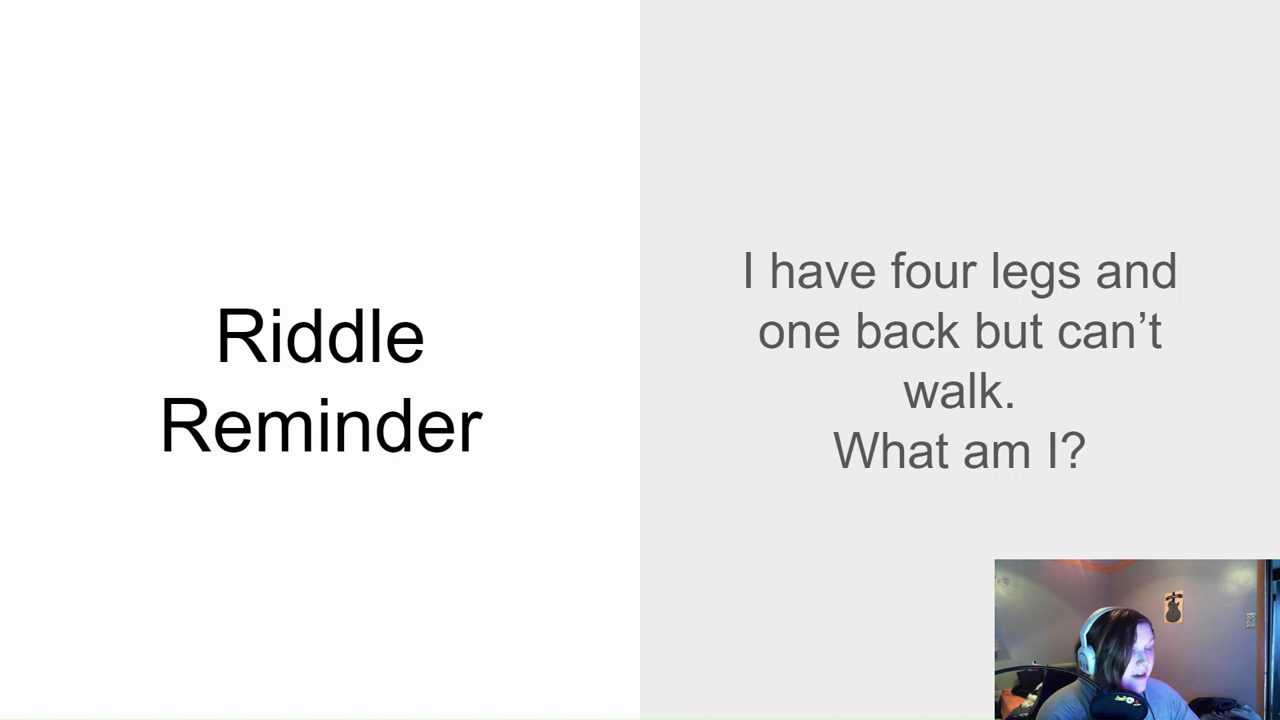 Riddle
Reminder
I have four legs and
one back but can’t
walk.
What am I?